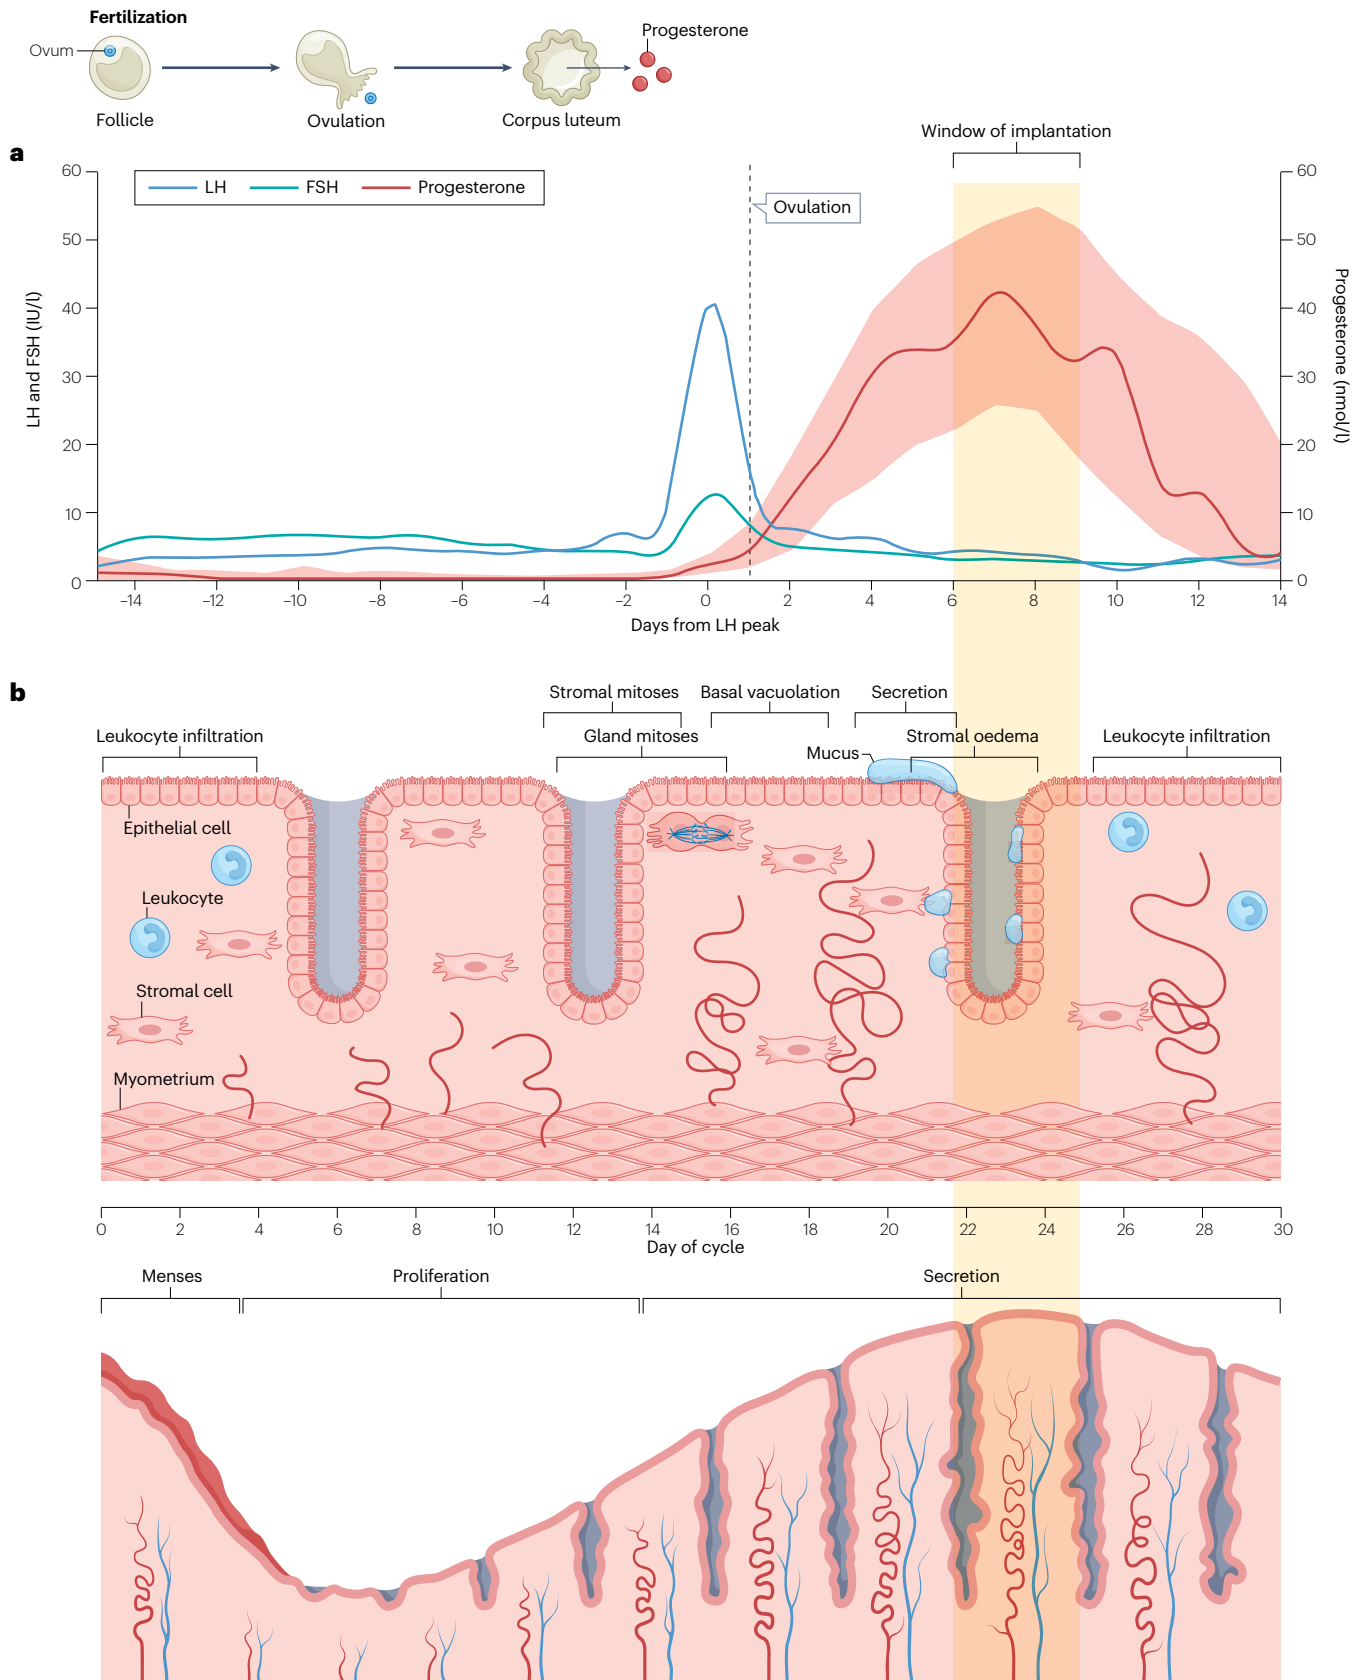 Fertilization
Ovum
Progesterone
Follicle
Ovulation
Corpus luteum
Window of implantation
a
60
50
40
30
20
10
0
LH and FSH (IU/l)
LH FSH Progesterone
Ovulation
60
50
40
30
20
10
0
Progesterone (nmol/l)
–14 –12 –10 –8 –6 –4 –2 0 2 4 6 8 10 12 14
Days from LH peak
b
Stromal mitoses Basal vacuolation Secretion
Leukocyte infiltration Gland mitoses Stromal oedema Leukocyte infiltration
Mucus
Epithelial cell
Leukocyte
Stromal cell
Myometrium
0 2 4 6 8 10 12 14 16 18 20 22 24 26 28 30
Day of cycle
Menses Proliferation Secretion